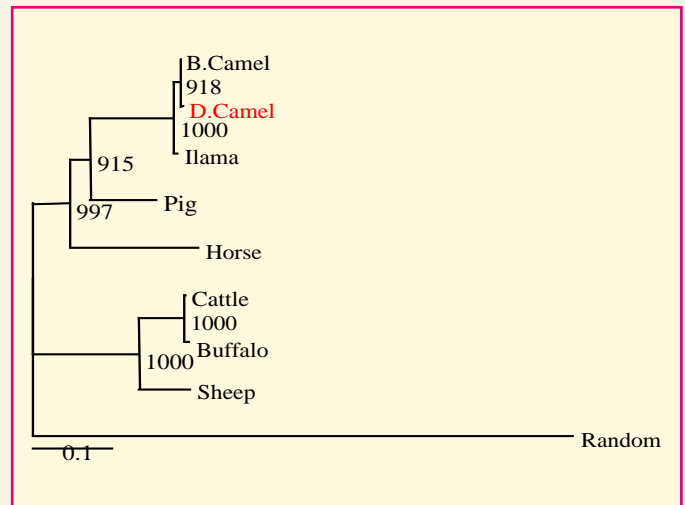 B.Camel
918
D.Camel
1000
Ilama
915
Pig
997
Horse
Cattle
1000
Buffalo
1000
Sheep
Random
0.1